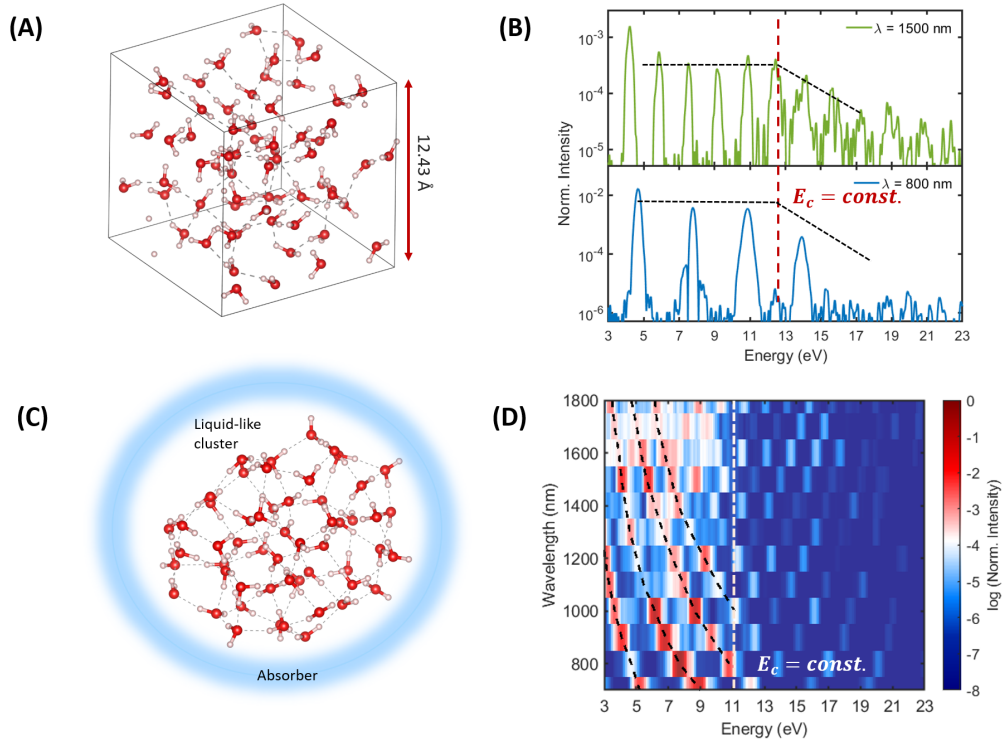 (A)
12.43 Å
(B)
Norm. Intensity
10⁻³
10⁻⁴
10⁻⁵
λ = 1500 nm
10⁻²
10⁻⁴
10⁻⁶
λ = 800 nm
E_c = const.
3 5 7 9 11 13 15 17 19 21 23
Energy (eV)
(C)
Liquid-like
cluster
Absorber
(D)
Wavelength (nm)
1800
1600
1400
1200
1000
800
E_c = const.
3 5 7 9 11 13 15 17 19 21 23
Energy (eV)
0
-1
-2
-3
-4
-5
-6
-7
-8
log (Norm. Intensity)